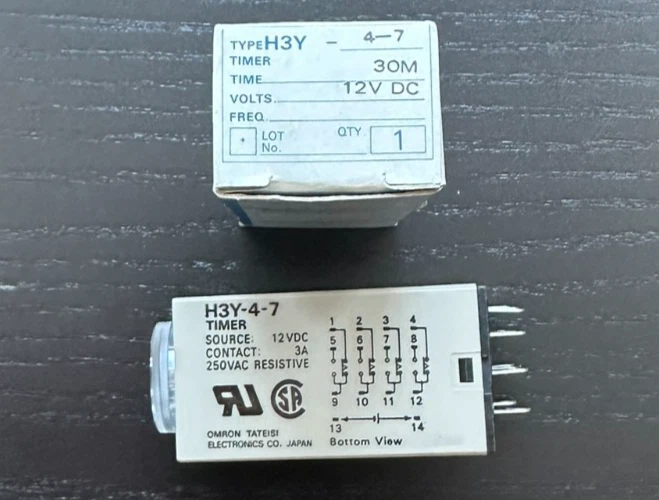 TYPE H3Y - 4-7
TIMER
TIME 30M
VOLTS 12V DC
FREQ.
LOT No. QTY 1
H3Y-4-7
TIMER
SOURCE: 12VDC
CONTACT: 3A
250VAC RESISTIVE
RU SA
OMRON TATEISI
ELECTRONICS CO. JAPAN
1 2 3 4
5 6 7 8
9 10 11 12
13 14
Bottom View